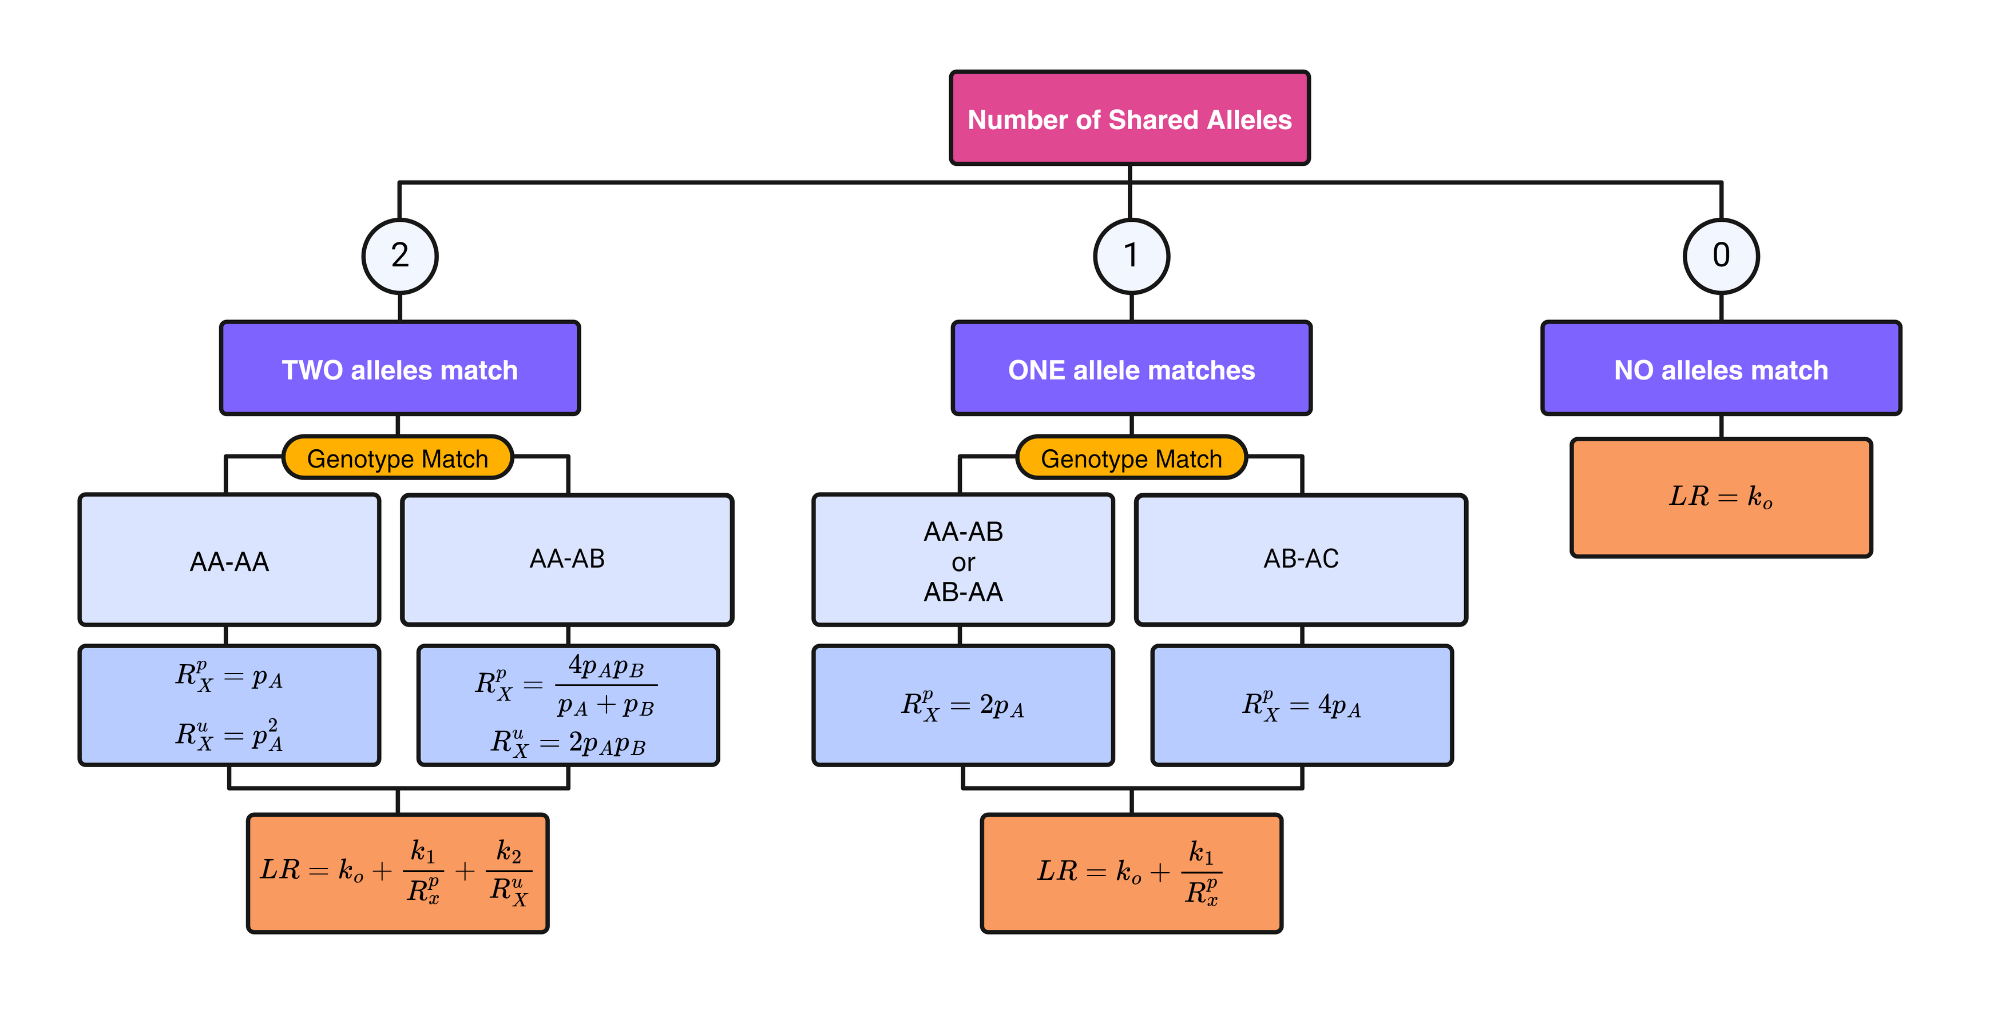 Number of Shared Alleles
2
1
0
TWO alleles match
ONE allele matches
NO alleles match
Genotype Match
Genotype Match
AA-AA
AA-AB
AA-AB
or
AB-AA
AB-AC
$LR = k_o$
$R_X^p = p_A$
$R_X^u = p_A^2$
$R_X^p = \frac{4p_A p_B}{p_A + p_B}$
$R_X^u = 2p_A p_B$
$R_X^p = 2p_A$
$R_X^p = 4p_A$
$LR = k_o + \frac{k_1}{R_x^p} + \frac{k_2}{R_X^u}$
$LR = k_o + \frac{k_1}{R_x^p}$